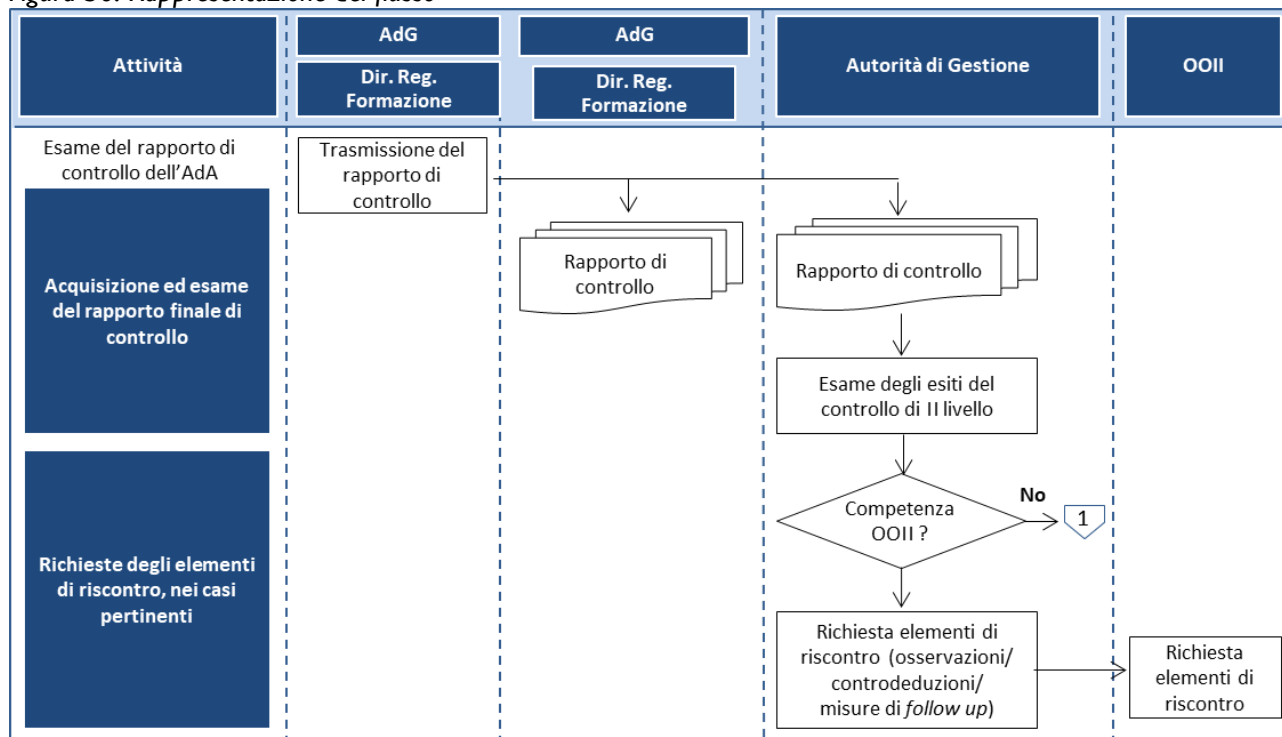 Attività
AdG
Dir. Reg.
Formazione
AdG
Dir. Reg.
Formazione
Autorità di Gestione
OOII
Esame del rapporto di
controllo dell'AdA
Trasmissione del
rapporto di
controllo
Acquisizione ed esame
del rapporto finale di
controllo
Rapporto di
controllo
Rapporto di controllo
Esame degli esiti del
controllo di II livello
Competenza
OOII ?
No
1
Richieste degli elementi
di riscontro, nei casi
pertinenti
Richiesta elementi di
riscontro (osservazioni/
controdeduzioni/
misure di follow up)
Richiesta
elementi di
riscontro